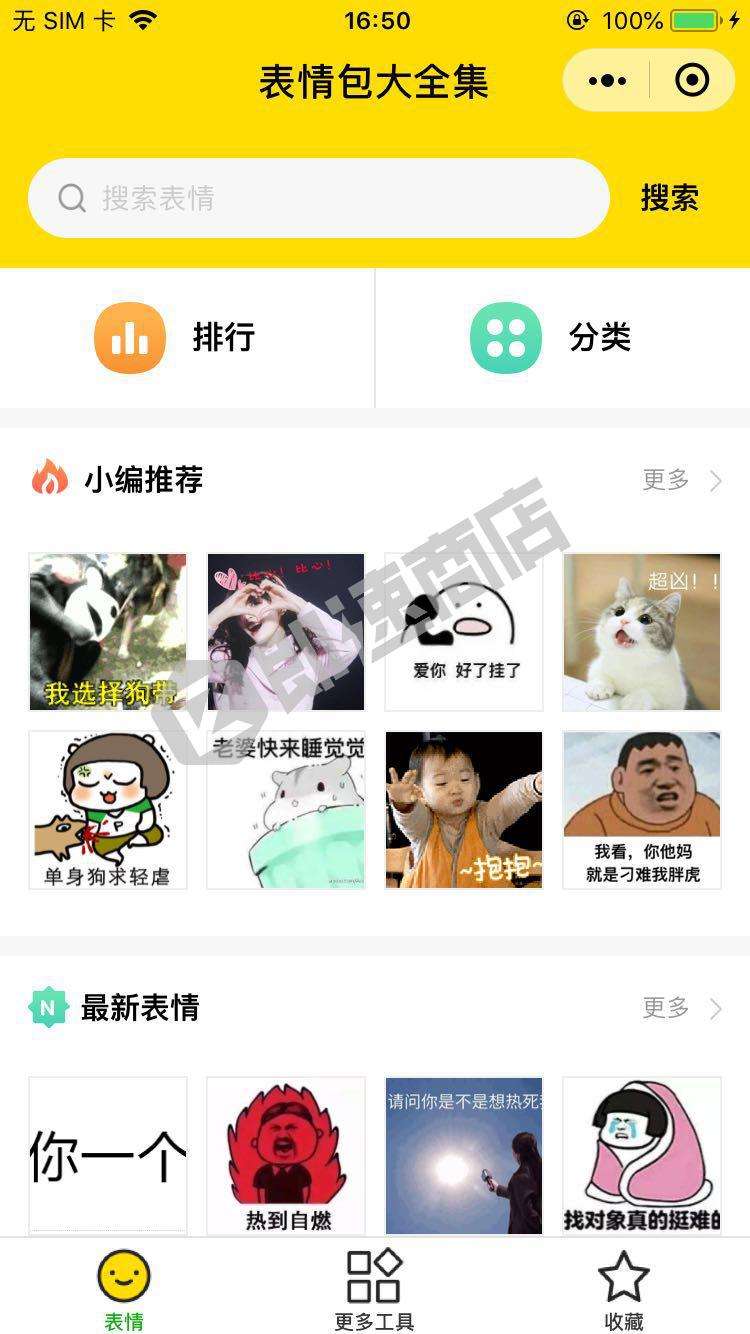 无 SIM 卡
16:50
100%
表情包大全集
搜索表情
搜索
排行
分类
小编推荐
更多
即速商店
我选择狗带
比心! 比心!
爱你 好了挂了
超凶! !
单身狗求轻虐
老婆快来睡觉觉
~抱抱~
我看，你他妈
就是刁难我胖虎
N
最新表情
更多
你一个
热到自燃
请问你是不是想热死
找对象真的挺难的
表情
更多工具
收藏